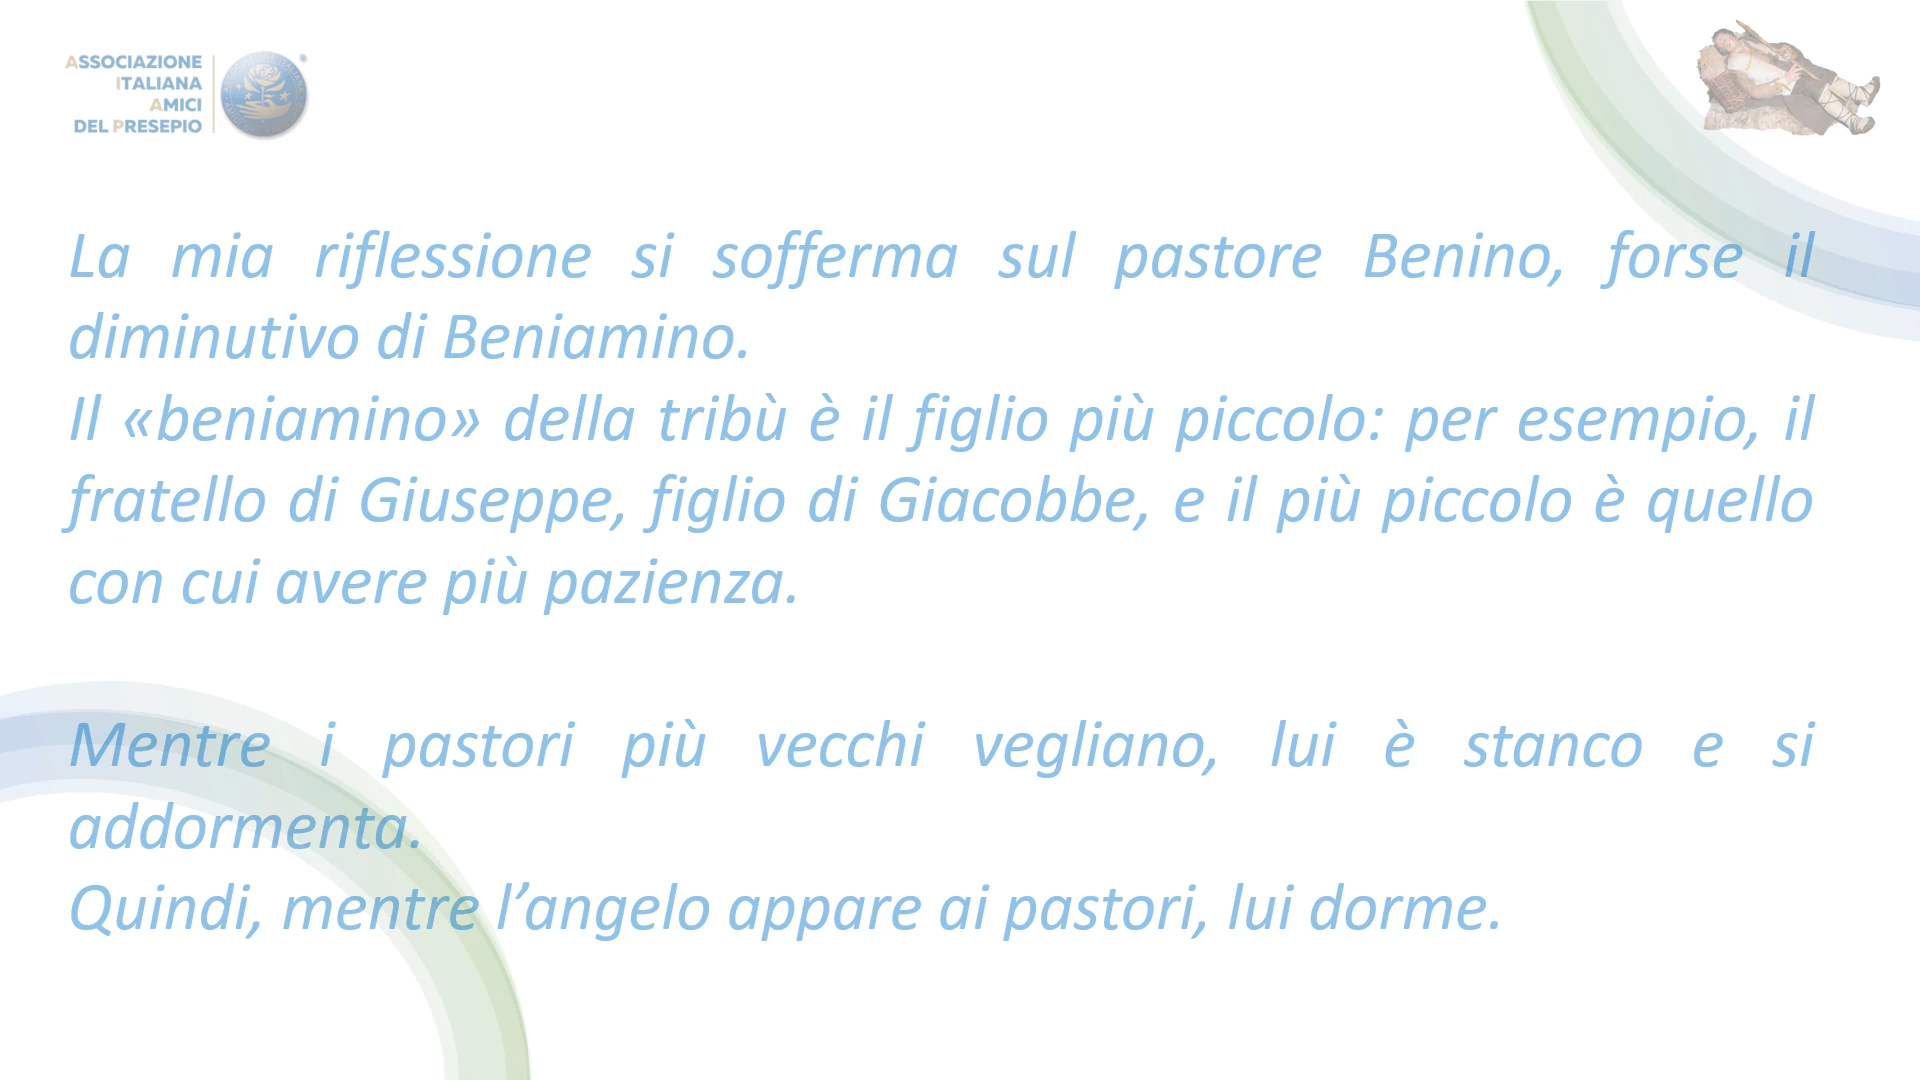 ASSOCIAZIONE
ITALIANA
AMICI
DEL PRESEPIO
La mia riflessione si sofferma sul pastore Benino, forse il
diminutivo di Beniamino.
Il «beniamino» della tribù è il figlio più piccolo: per esempio, il
fratello di Giuseppe, figlio di Giacobbe, e il più piccolo è quello
con cui avere più pazienza.
Mentre i pastori più vecchi vegliano, lui è stanco e si
addormenta.
Quindi, mentre l’angelo appare ai pastori, lui dorme.